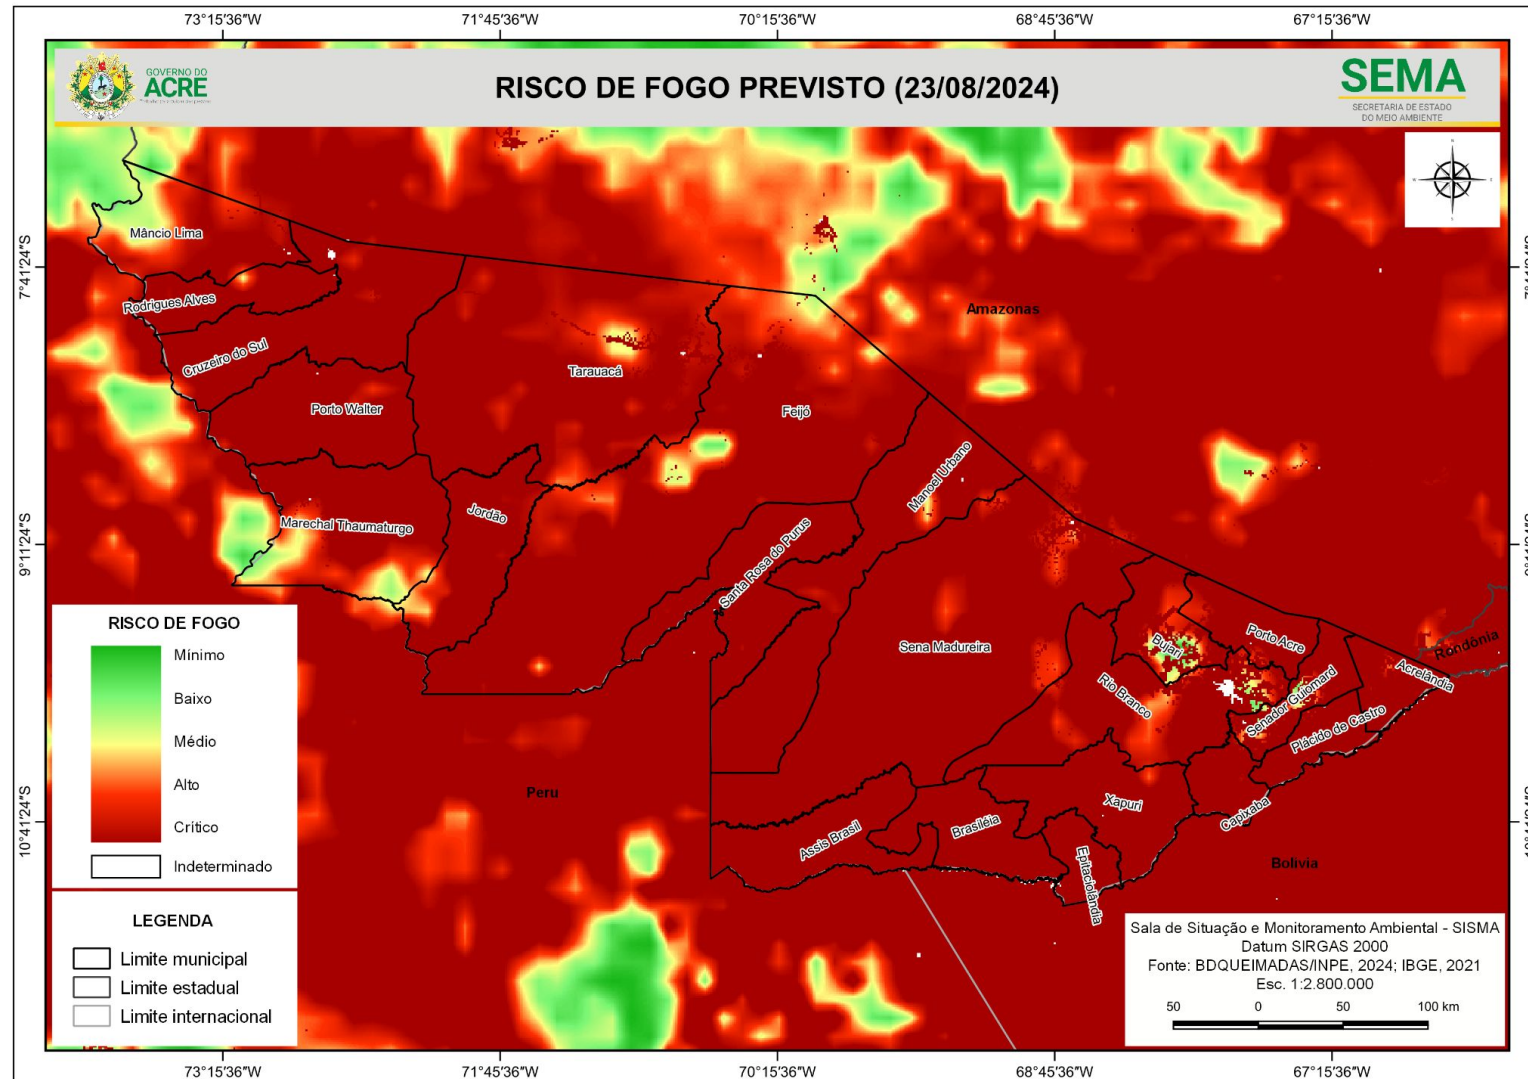 73°15'36"W
71°45'36"W
70°15'36"W
68°45'36"W
67°15'36"W
GOVERNO DO
ACRE
RISCO DE FOGO PREVISTO (23/08/2024)
SEMA
SECRETARIA DE ESTADO
DO MEIO AMBIENTE
Mâncio Lima
7°41'24"S
Rodrigues Alves
Cruzeiro do Sul
Amazonas
Tarauacá
Porto Walter
Feijó
Manoel Urbano
Jordão
Marechal Thaumaturgo
9°11'24"S
Santa Rosa do Purus
Sena Madureira
Bujari
Porto Acre
Rondônia
Acrelândia
Rio Branco
Senador Guiomard
Plácido de Castro
Peru
Xapuri
Capixaba
10°41'24"S
Assis Brasil
Brasiléia
Epitaciolândia
Bolivia
RISCO DE FOGO
Mínimo
Baixo
Médio
Alto
Crítico
Indeterminado
LEGENDA
Limite municipal
Limite estadual
Limite internacional
Sala de Situação e Monitoramento Ambiental - SISMA
Datum SIRGAS 2000
Fonte: BDQUEIMADAS/INPE, 2024; IBGE, 2021
Esc. 1:2.800.000
50 0 50 100 km
73°15'36"W
71°45'36"W
70°15'36"W
68°45'36"W
67°15'36"W